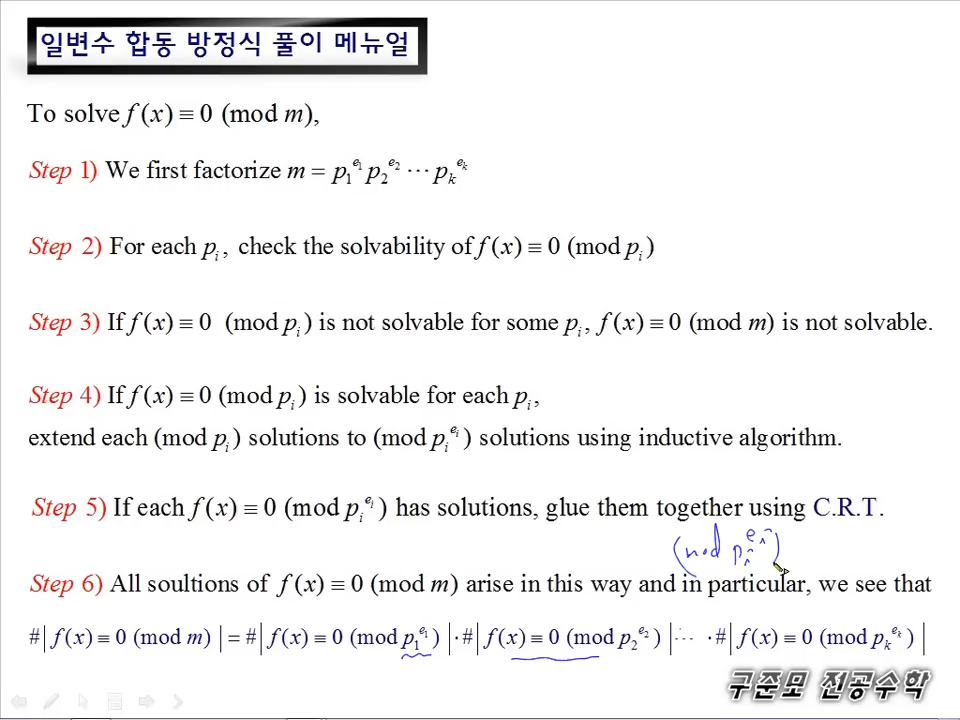 일변수 합동 방정식 풀이 메뉴얼
To solve f(x) ≡ 0 (mod m),
Step 1) We first factorize m = p₁^e₁ p₂^e₂ ⋯ pₖ^eₖ
Step 2) For each pᵢ, check the solvability of f(x) ≡ 0 (mod pᵢ)
Step 3) If f(x) ≡ 0 (mod pᵢ) is not solvable for some pᵢ, f(x) ≡ 0 (mod m) is not solvable.
Step 4) If f(x) ≡ 0 (mod pᵢ) is solvable for each pᵢ,
extend each (mod pᵢ) solutions to (mod pᵢ^eᵢ) solutions using inductive algorithm.
Step 5) If each f(x) ≡ 0 (mod pᵢ^eᵢ) has solutions, glue them together using C.R.T.
(mod pᵢ^eᵢ)
Step 6) All soultions of f(x) ≡ 0 (mod m) arise in this way and in particular, we see that
#|f(x) ≡ 0 (mod m)| = #|f(x) ≡ 0 (mod p₁^e₁)| · #|f(x) ≡ 0 (mod p₂^e₂)| ⋯ · #|f(x) ≡ 0 (mod pₖ^eₖ)|
구준모 전공수학